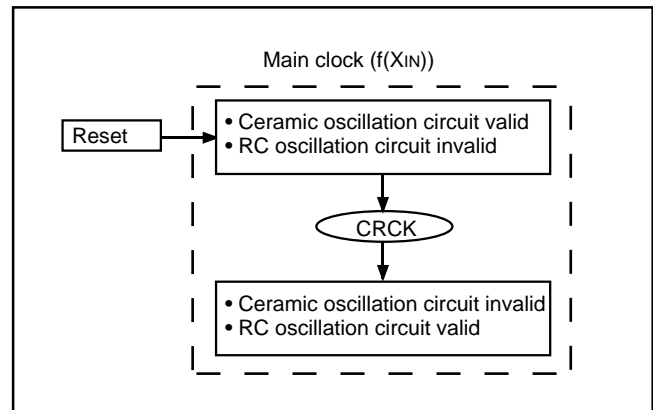 Main clock (f(XIN))
Reset
• Ceramic oscillation circuit valid
• RC oscillation circuit invalid
CRCK
• Ceramic oscillation circuit invalid
• RC oscillation circuit valid